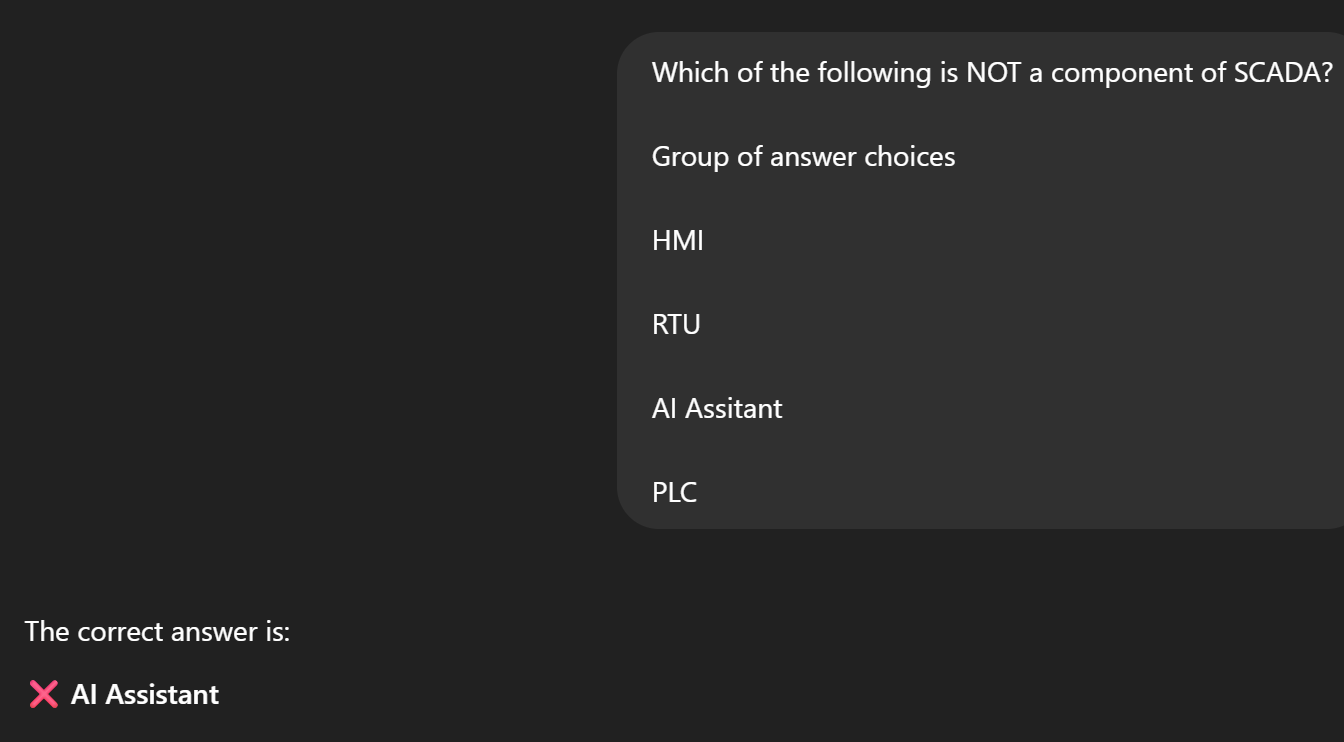 Which of the following is NOT a component of SCADA?
Group of answer choices
HMI
RTU
AI Assitant
PLC
The correct answer is:
❌ AI Assistant